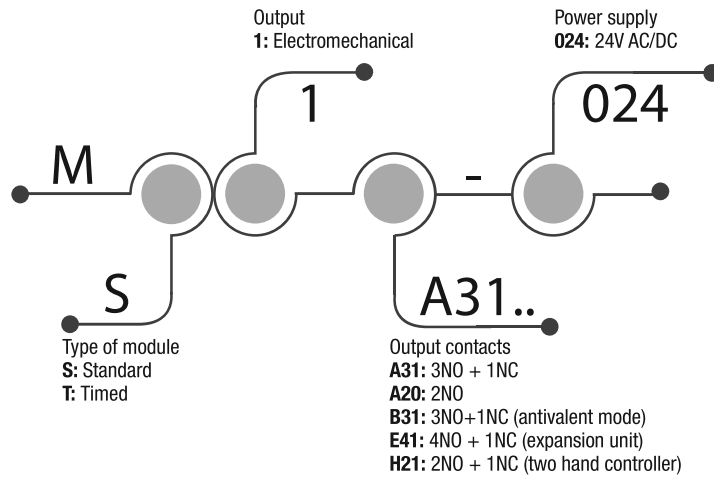 Output
1: Electromechanical
Power supply
024: 24V AC/DC
1
024
M
-
S
A31..
Type of module
S: Standard
T: Timed
Output contacts
A31: 3NO + 1NC
A20: 2NO
B31: 3NO+1NC (antivalent mode)
E41: 4NO + 1NC (expansion unit)
H21: 2NO + 1NC (two hand controller)